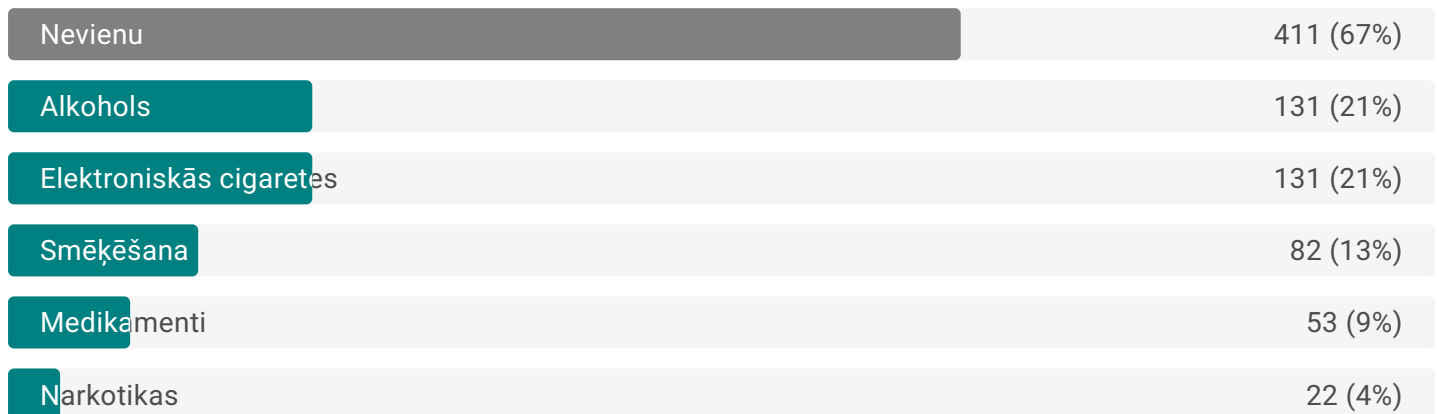 Nevienu 411 (67%)
Alkohols 131 (21%)
Elektroniskās cigaretes 131 (21%)
Smēķēšana 82 (13%)
Medikamenti 53 (9%)
Narkotikas 22 (4%)